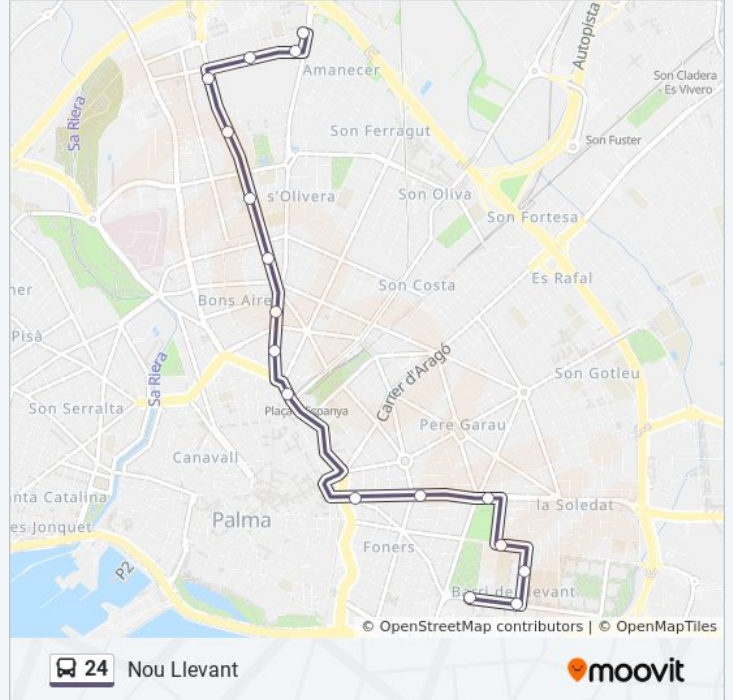 Autopista
Amanecer
Son Cladera
- Es Vivero
Sa Riera
Son Ferragut
Son Fuster
s'Olivera
Son Oliva
Son Fortesa
Es Rafal
Son Costa
ner
Bons Aire
Pisà
Carrer d'Aragó
Sa Riera
Son Gotleu
Son Serralta
Plaça Espanya
Pere Garau
Canavall
nta Catalina
la Soledat
Palma
es Jonquet
Foners
P2
Barri de Llevant
© OpenStreetMap contributors | © OpenMapTiles
24 Nou Llevant
moovit